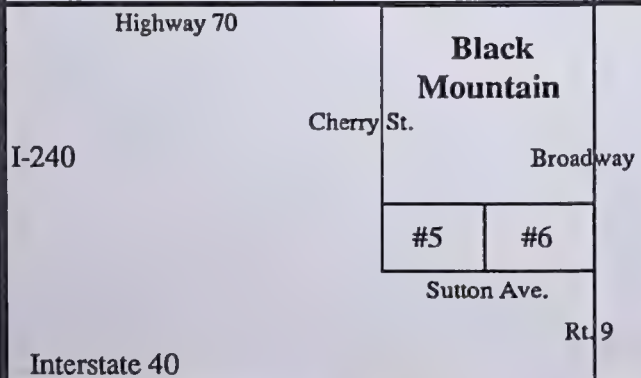 Highway 70
Black
Mountain
Cherry St.
I-240
Broadway
#5
#6
Sutton Ave.
Rt. 9
Interstate 40